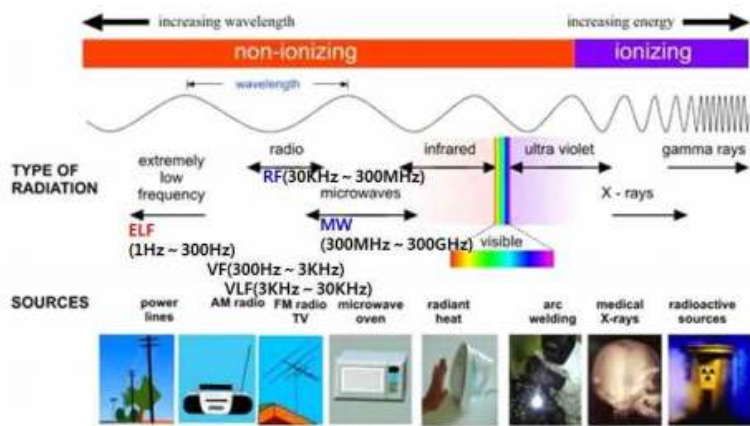 increasing wavelength
increasing energy
non-ionizing
ionizing
wavelength
TYPE OF
RADIATION
extremely
low
frequency
radio
infrared
ultra violet
gamma rays
RF(30KHz ~ 300MHz)
microwaves
X - rays
ELF
(1Hz ~ 300Hz)
MW
(300MHz ~ 300GHz)
visible
VF(300Hz ~ 3KHz)
VLF(3KHz ~ 30KHz)
SOURCES
power
lines
AM radio
FM radio
TV
microwave
oven
radiant
heat
arc
welding
medical
X-rays
radioactive
sources